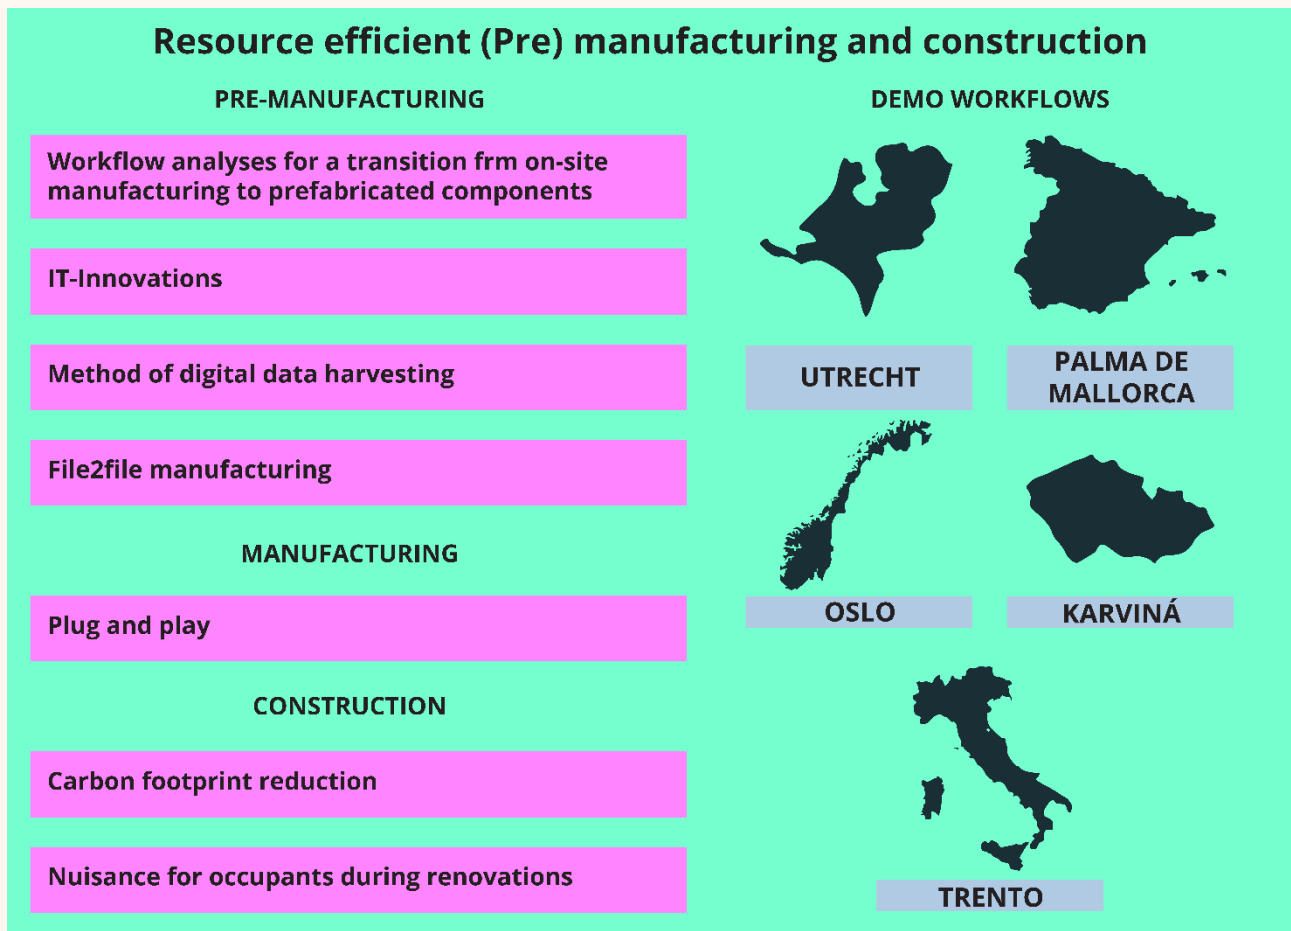 Resource efficient (Pre) manufacturing and construction
PRE-MANUFACTURING
Workflow analyses for a transition frm on-site
manufacturing to prefabricated components
IT-Innovations
Method of digital data harvesting
File2file manufacturing
MANUFACTURING
Plug and play
CONSTRUCTION
Carbon footprint reduction
Nuisance for occupants during renovations
DEMO WORKFLOWS
UTRECHT
PALMA DE
MALLORCA
OSLO
KARVINÁ
TRENTO